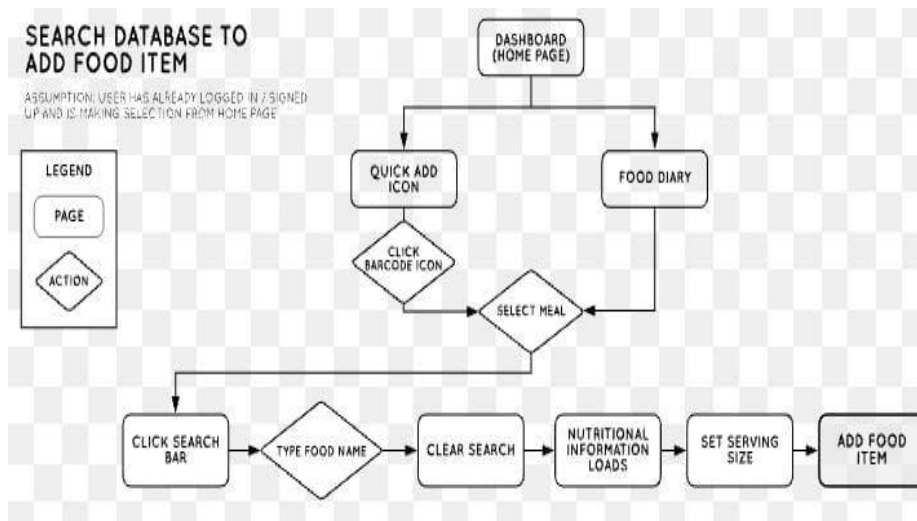 SEARCH DATABASE TO
ADD FOOD ITEM
ASSUMPTION: USER HAS ALREADY LOGGED IN / SIGNED
UP AND IS MAKING SELECTION FROM HOME PAGE
LEGEND
PAGE
ACTION
DASHBOARD
(HOME PAGE)
QUICK ADD
ICON
FOOD DIARY
CLICK
BARCODE ICON
SELECT MEAL
CLICK SEARCH
BAR
TYPE FOOD NAME
CLEAR SEARCH
NUTRITIONAL
INFORMATION
LOADS
SET SERVING
SIZE
ADD FOOD
ITEM